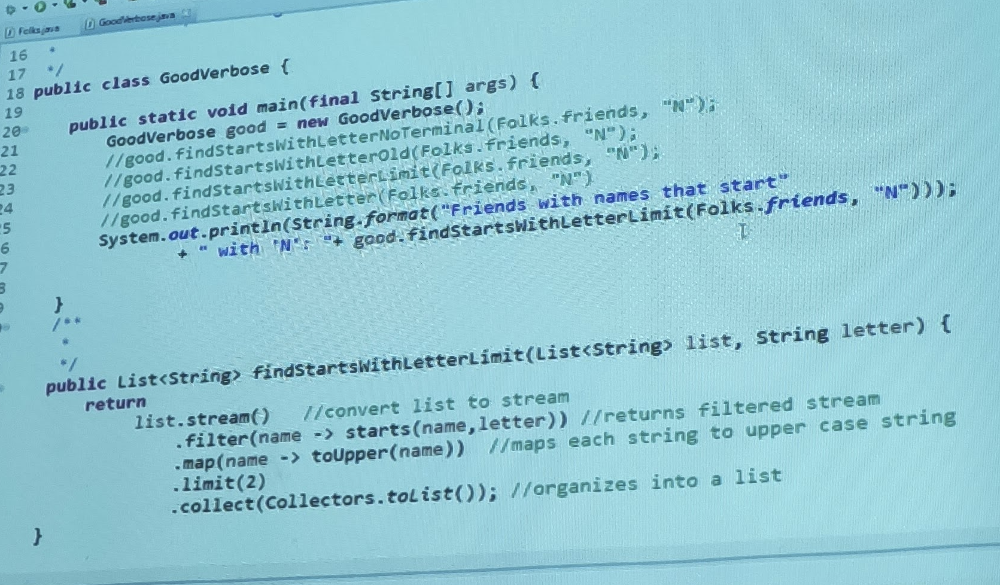 Folks.java GoodVerbose.java
16 *
17 */
18 public class GoodVerbose {
19
20 public static void main(final String[] args) {
21 GoodVerbose good = new GoodVerbose();
22 //good.findStartsWithLetterNoTerminal(Folks.friends, "N");
23 //good.findStartsWithLetterOld(Folks.friends, "N");
24 //good.findStartsWithLetterLimit(Folks.friends, "N");
5 //good.findStartsWithLetter(Folks.friends, "N")
6 System.out.println(String.format("Friends with names that start"
7 + " with 'N': "+ good.findStartsWithLetterLimit(Folks.friends, "N")));
8
9
}
/**
*
*/
public List<String> findStartsWithLetterLimit(List<String> list, String letter) {
return
list.stream() //convert list to stream
.filter(name -> starts(name,letter)) //returns filtered stream
.map(name -> toUpper(name)) //maps each string to upper case string
.limit(2)
.collect(Collectors.toList()); //organizes into a list
}